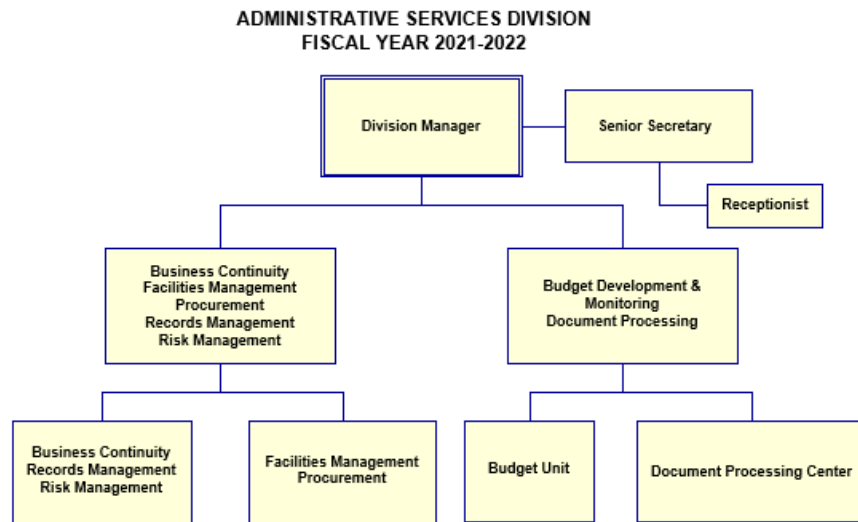 ADMINISTRATIVE SERVICES DIVISION
FISCAL YEAR 2021-2022
Division Manager
Senior Secretary
Receptionist
Business Continuity
Facilities Management
Procurement
Records Management
Risk Management
Budget Development &
Monitoring
Document Processing
Business Continuity
Records Management
Risk Management
Facilities Management
Procurement
Budget Unit
Document Processing Center